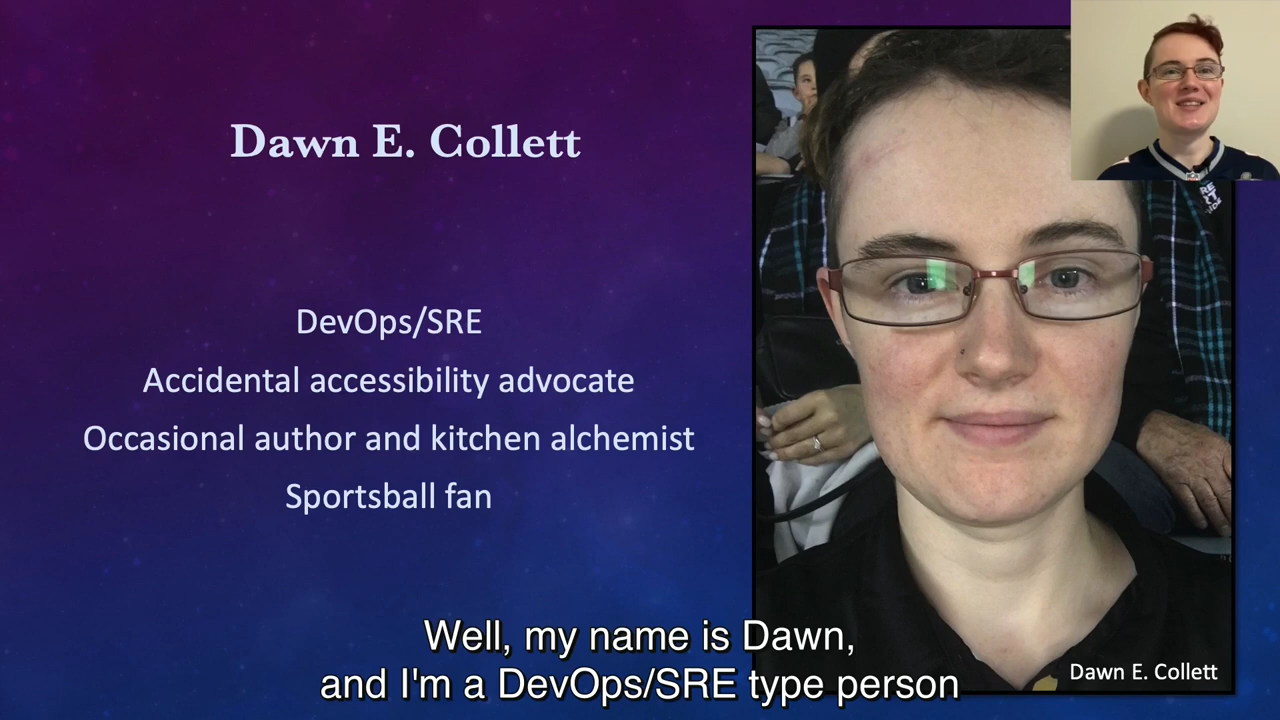 Dawn E. Collett
DevOps/SRE
Accidental accessibility advocate
Occasional author and kitchen alchemist
Sportsball fan
Dawn E. Collett
Well, my name is Dawn,
and I'm a DevOps/SRE type person